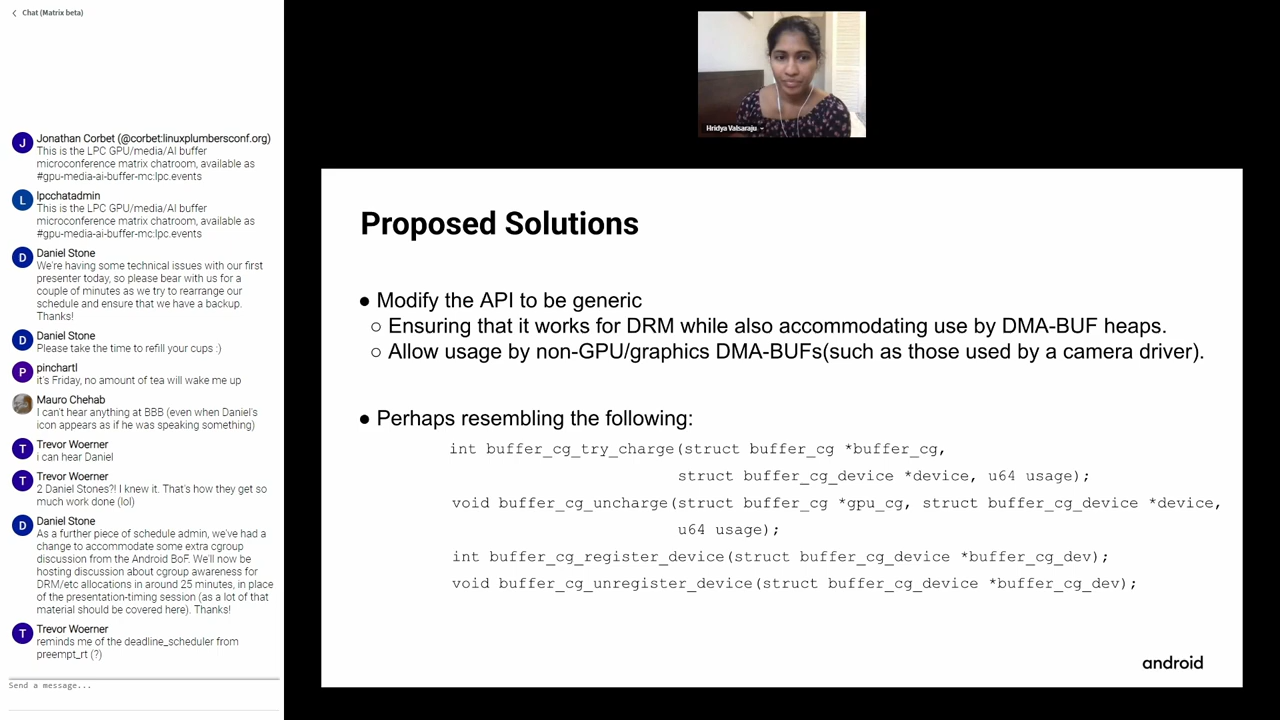 Chat (Matrix beta)
Jonathan Corbet (@corbet:linuxplumbersconf.org)
This is the LPC GPU/media/AI buffer
microconference matrix chatroom, available as
#gpu-media-ai-buffer-mc:lpc.events
lpcchatadmin
This is the LPC GPU/media/AI buffer
microconference matrix chatroom, available as
#gpu-media-ai-buffer-mc:lpc.events
Daniel Stone
We're having some technical issues with our first
presenter today, so please bear with us for a
couple of minutes as we try to rearrange our
schedule and ensure that we have a backup.
Thanks!
Daniel Stone
Please take the time to refill your cups :)
pinchartl
it's Friday, no amount of tea will wake me up
Mauro Chehab
I can't hear anything at BBB (even when Daniel's
icon appears as if he was speaking something)
Trevor Woerner
i can hear Daniel
Trevor Woerner
2 Daniel Stones?! I knew it. That's how they get so
much work done (lol)
Daniel Stone
As a further piece of schedule admin, we've had a
change to accommodate some extra cgroup
discussion from the Android BoF. We'll now be
hosting discussion about cgroup awareness for
DRM/etc allocations in around 25 minutes, in place
of the presentation-timing session (as a lot of that
material should be covered here). Thanks!
Trevor Woerner
reminds me of the deadline_scheduler from
preempt_rt (?)
Send a message...
J
L
D
D
P
T
T
D
T
Hridya Valsaraju
Proposed Solutions
● Modify the API to be generic
○ Ensuring that it works for DRM while also accommodating use by DMA-BUF heaps.
○ Allow usage by non-GPU/graphics DMA-BUFs(such as those used by a camera driver).
● Perhaps resembling the following:
int buffer_cg_try_charge(struct buffer_cg *buffer_cg,
struct buffer_cg_device *device, u64 usage);
void buffer_cg_uncharge(struct buffer_cg *gpu_cg, struct buffer_cg_device *device,
u64 usage);
int buffer_cg_register_device(struct buffer_cg_device *buffer_cg_dev);
void buffer_cg_unregister_device(struct buffer_cg_device *buffer_cg_dev);
android